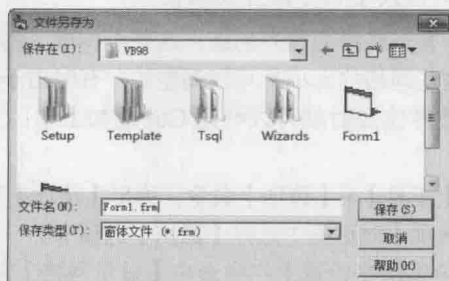 文件另存为
保存在(I): VB98
Setup Template Tsql Wizards Form1
文件名(N): Form1.frm 保存(S)
保存类型(T): 窗体文件 (*.frm) 取消
帮助(H)